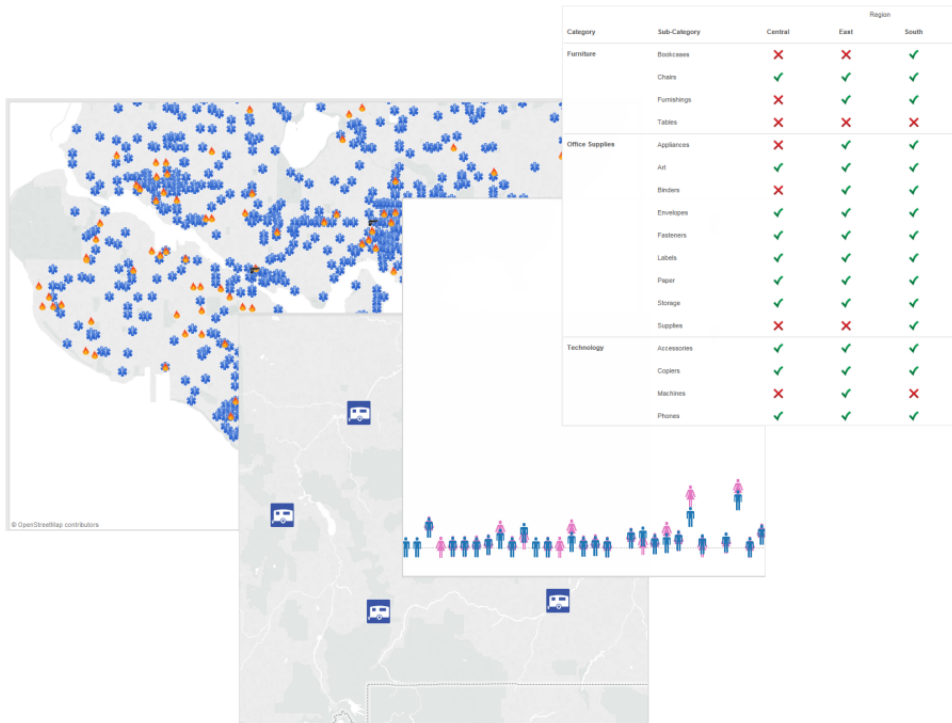 Region
Category Sub-Category Central East South
Furniture Bookcases
Chairs
Furnishings
Tables
Office Supplies Appliances
Art
Binders
Envelopes
Fasteners
Labels
Paper
Storage
Supplies
Technology Accessories
Copiers
Machines
Phones
© OpenStreetMap contributors